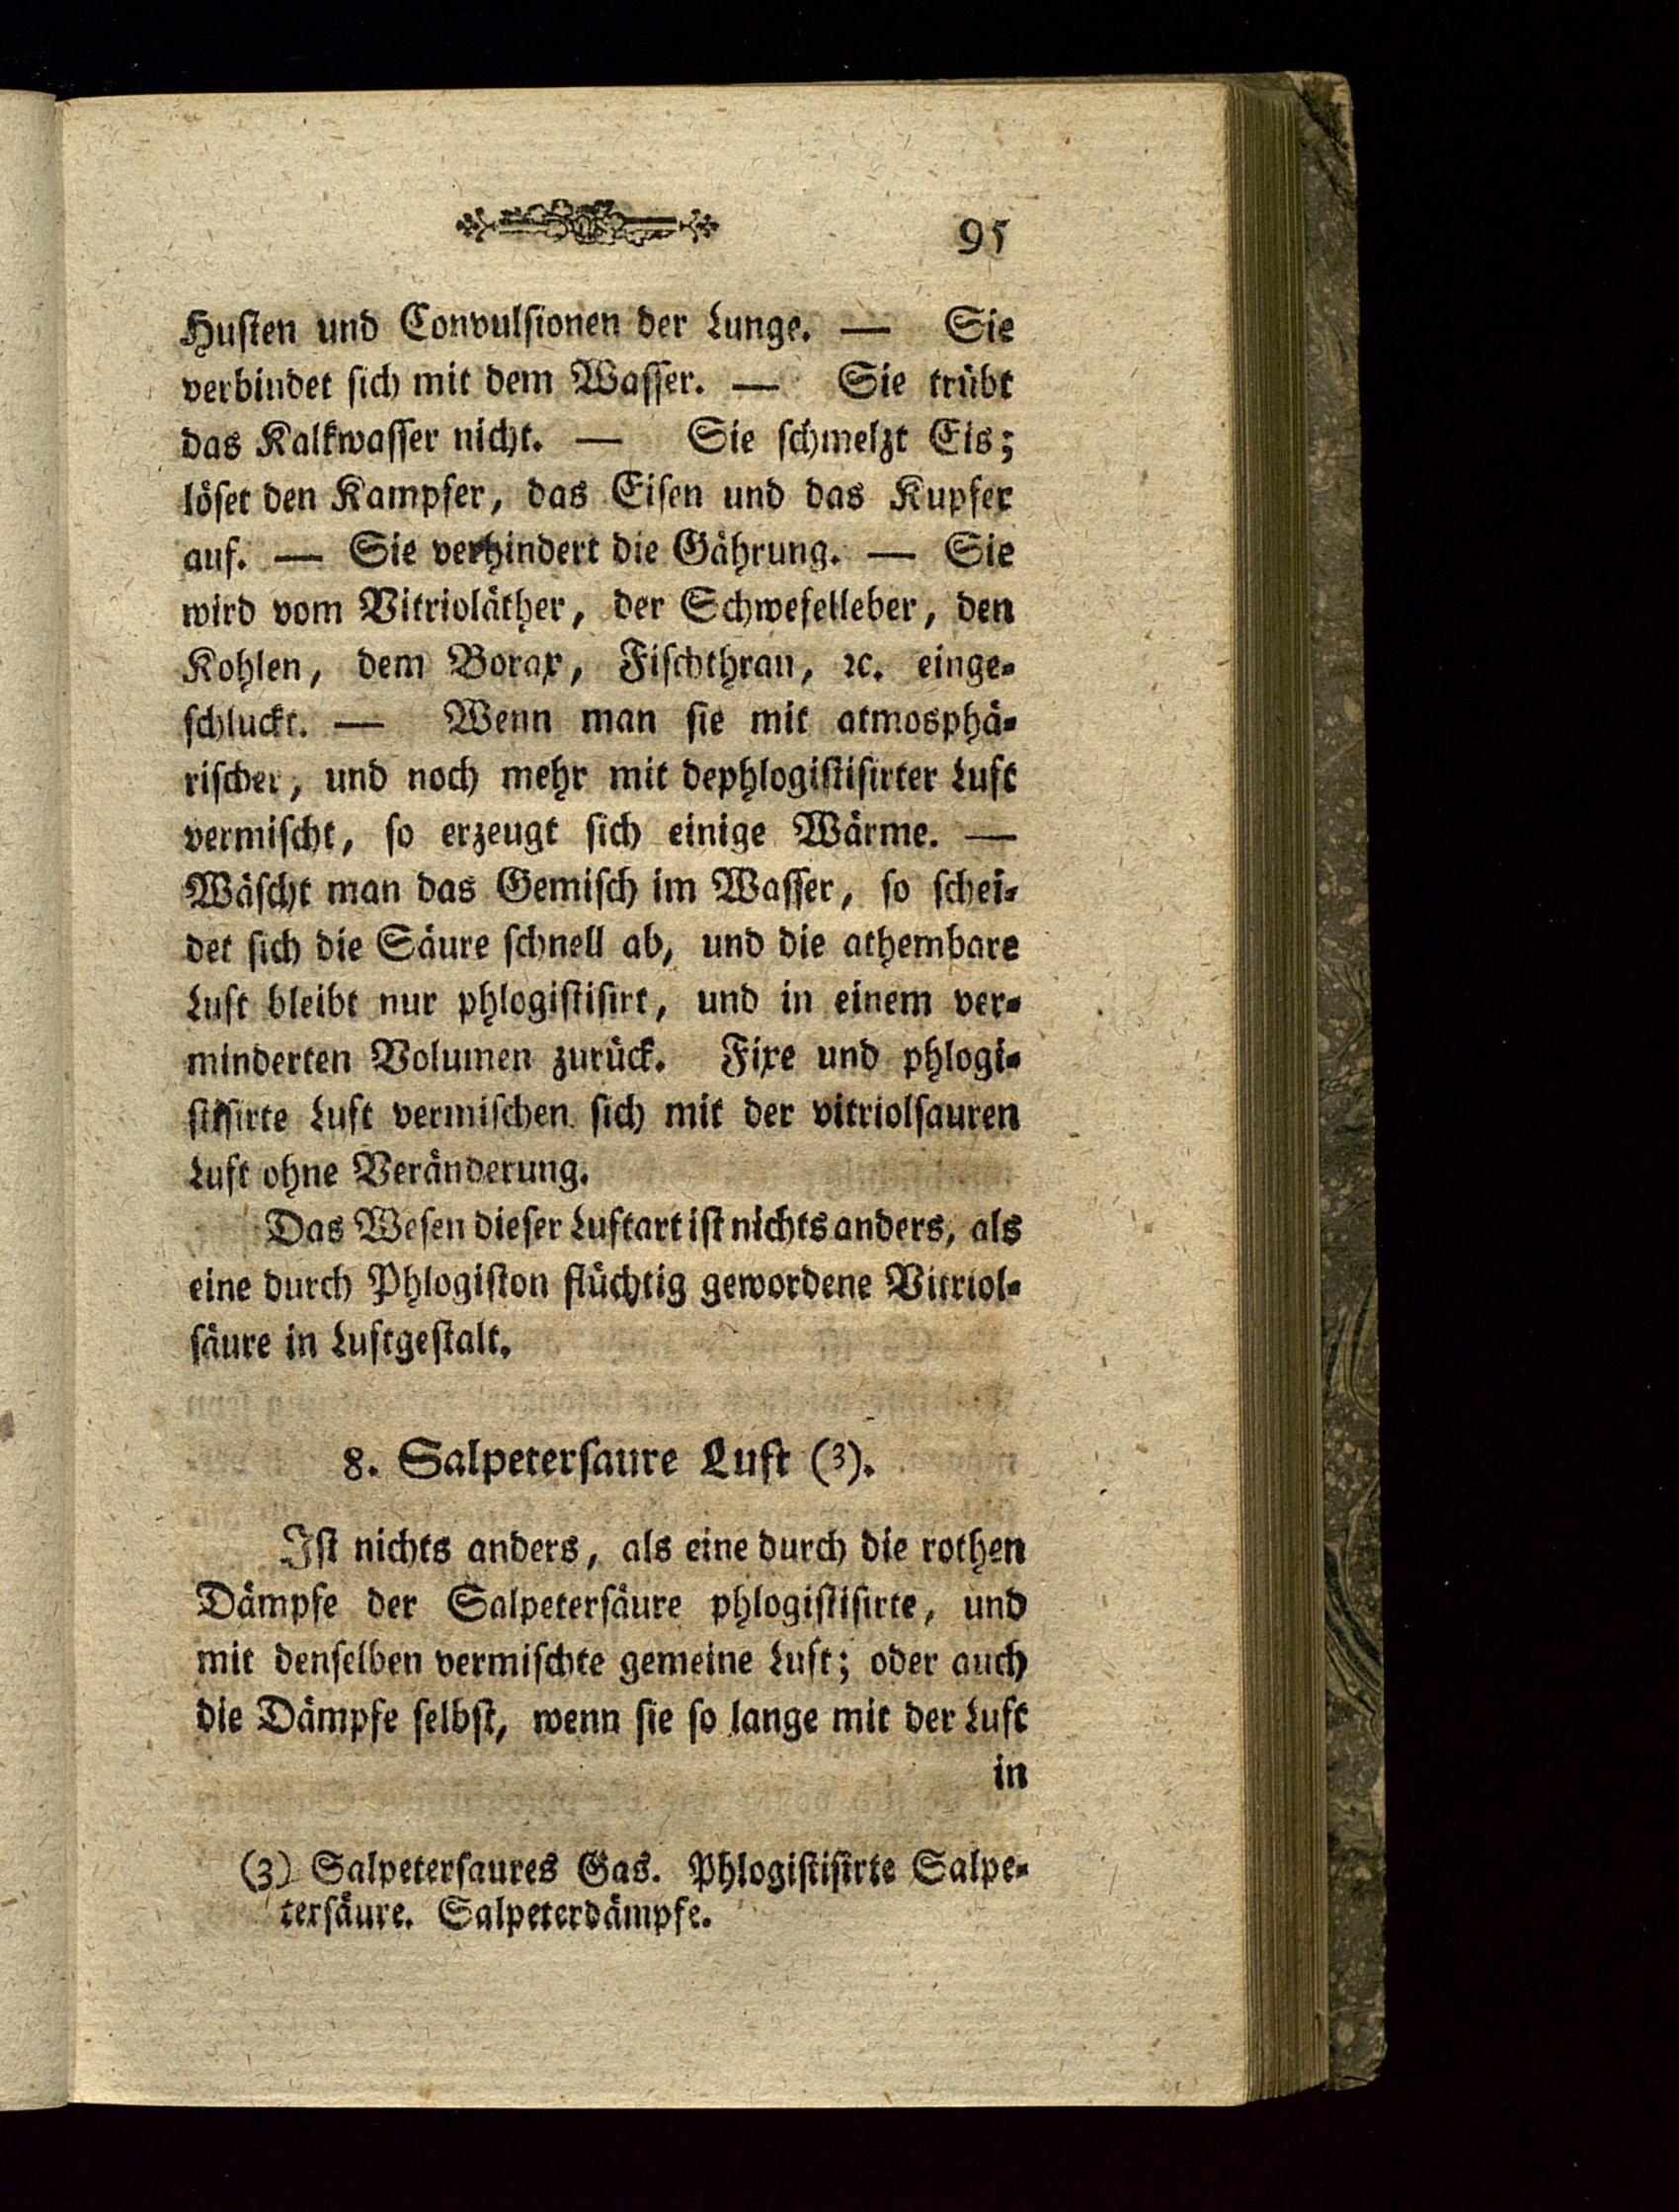 95
Huſten und Convulſionen der Lunge. — Sie
verbindet ſich mit dem Waſſer. — Sie trübt
das Kalkwaſſer nicht. — Sie ſchmelzt Eis;
löſet den Kampfer, das Eiſen und das Kupfer
auf. — Sie verhindert die Gährung. — Sie
wird vom Vitrioläther, der Schwefelleber, den
Kohlen, dem Borax, Fiſchthran, ꝛc. einge⸗
ſchluckt. — Wenn man ſie mit atmosphä⸗
riſcher, und noch mehr mit dephlogiſtiſirter Luft
vermiſcht, ſo erzeugt ſich einige Wärme. —
Wäſcht man das Gemiſch im Waſſer, ſo ſchei⸗
det ſich die Säure ſchnell ab, und die athembare
Luft bleibt nur phlogiſtiſirt, und in einem ver⸗
minderten Volumen zurück. Fixe und phlogi⸗
ſtiſirte Luft vermiſchen ſich mit der vitriolſauren
Luft ohne Veränderung.
Das Weſen dieſer Luftart iſt nichts anders, als
eine durch Phlogiſton flüchtig gewordene Vitriol⸗
ſäure in Luftgeſtalt.
8. Salpeterſaure Luft (3).
Iſt nichts anders, als eine durch die rothen
Dämpfe der Salpeterſäure phlogiſtiſirte, und
mit denſelben vermiſchte gemeine Luft; oder auch
die Dämpfe ſelbſt, wenn ſie ſo lange mit der Luft
in
(3) Salpeterſaures Gas. Phlogiſtiſirte Salpe⸗
terſäure. Salpeterdämpfe.